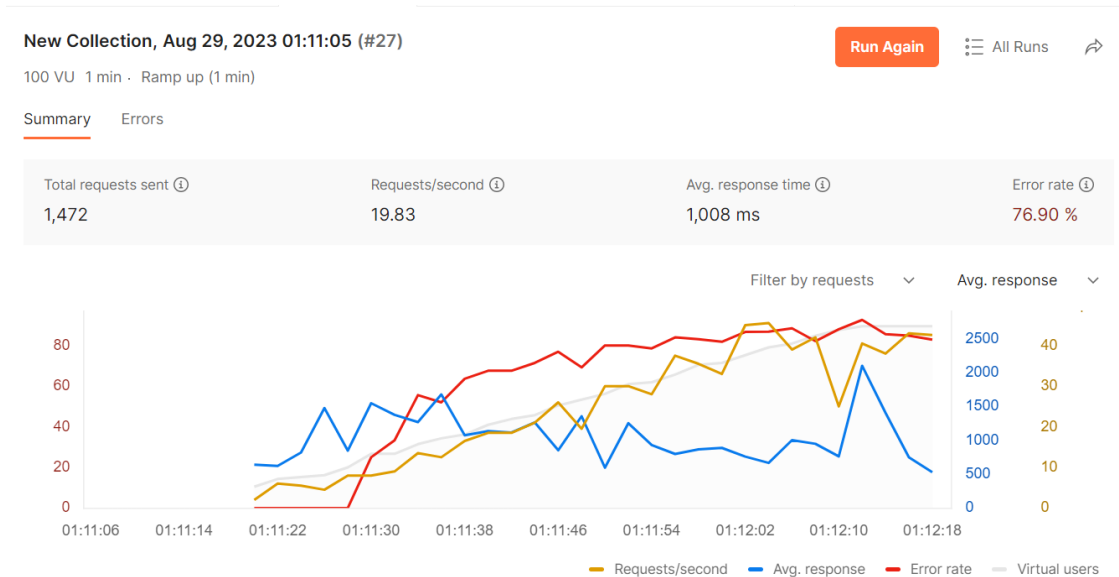 New Collection, Aug 29, 2023 01:11:05 (#27)
Run Again
All Runs
100 VU 1 min · Ramp up (1 min)
Summary Errors
Total requests sent Requests/second Avg. response time Error rate
1,472 19.83 1,008 ms 76.90 %
Filter by requests Avg. response
80
60
40
20
0
2500
2000
1500
1000
500
0
40
30
20
10
0
01:11:06 01:11:14 01:11:22 01:11:30 01:11:38 01:11:46 01:11:54 01:12:02 01:12:10 01:12:18
Requests/second Avg. response Error rate Virtual users